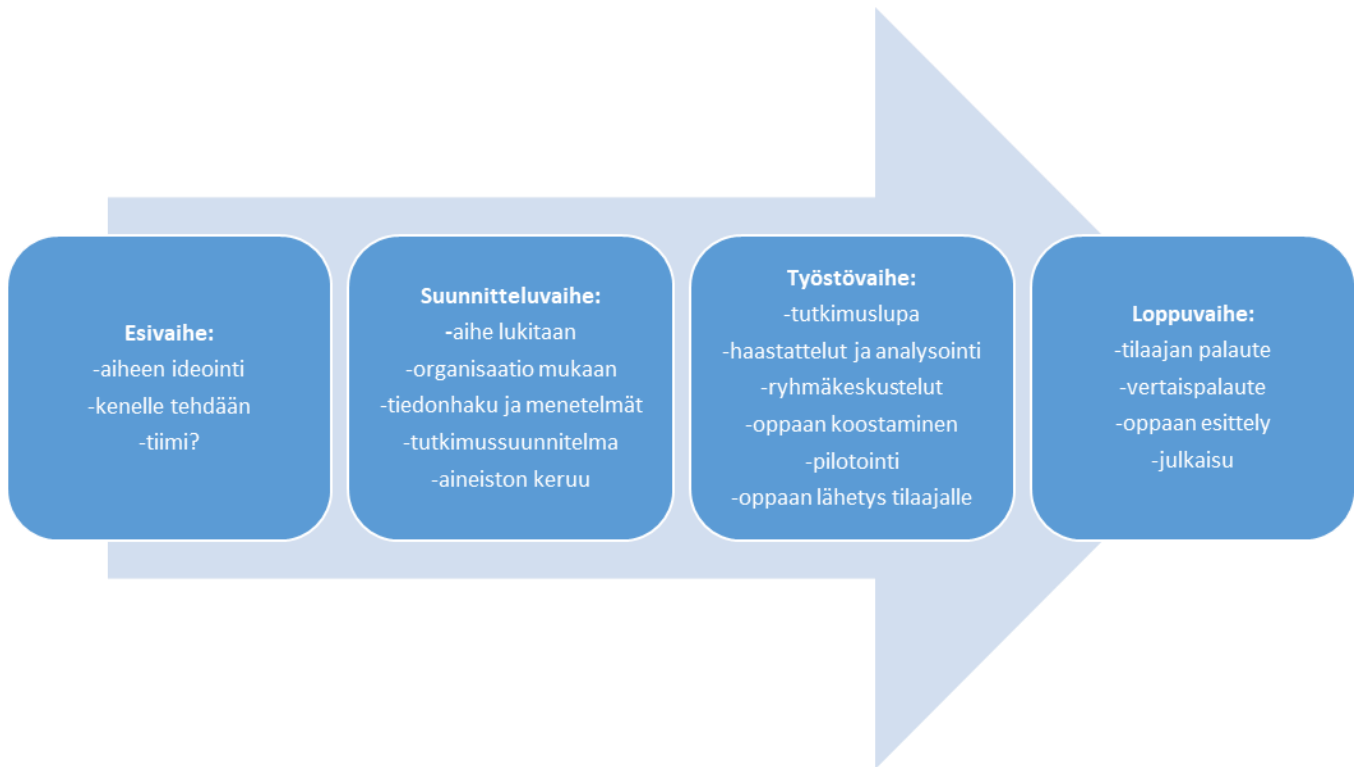 Esivaihe:
-aiheen ideointi
-kenelle tehdään
-tiimi?
Suunnitteluvaihe:
-aihe lukitaan
-organisaatio mukaan
-tiedonhaku ja menetelmät
-tutkimussuunnitelma
-aineiston keruu
Työstövaihe:
-tutkimuslupa
-haastattelut ja analysointi
-ryhmäkeskustelut
-oppaan koostaminen
-pilotointi
-oppaan lähetys tilaajalle
Loppuvaihe:
-tilaajan palaute
-vertaispalaute
-oppaan esittely
-julkaisu